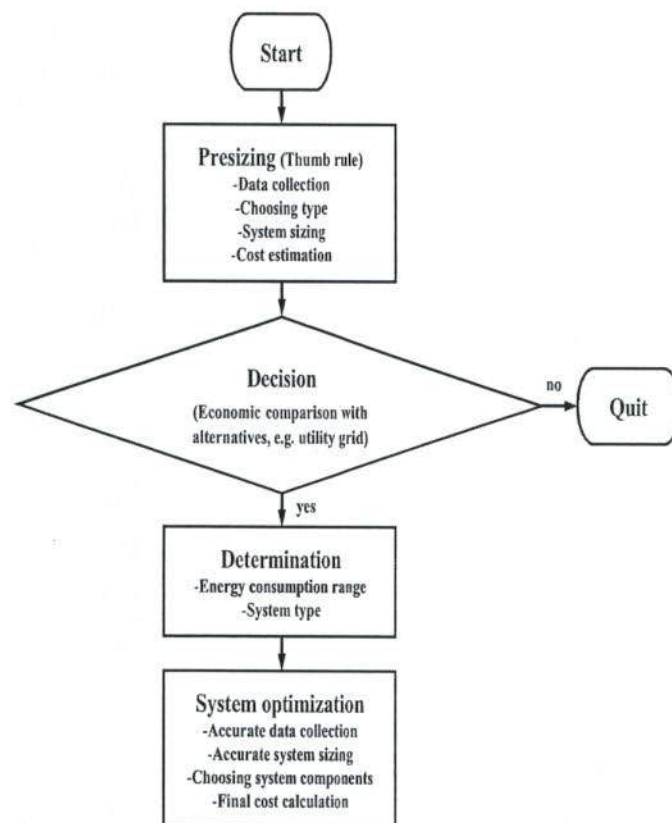 Start
Presizing (Thumb rule)
-Data collection
-Choosing type
-System sizing
-Cost estimation
Decision
(Economic comparison with
alternatives, e.g. utility grid)
no
Quit
yes
Determination
-Energy consumption range
-System type
System optimization
-Accurate data collection
-Accurate system sizing
-Choosing system components
-Final cost calculation